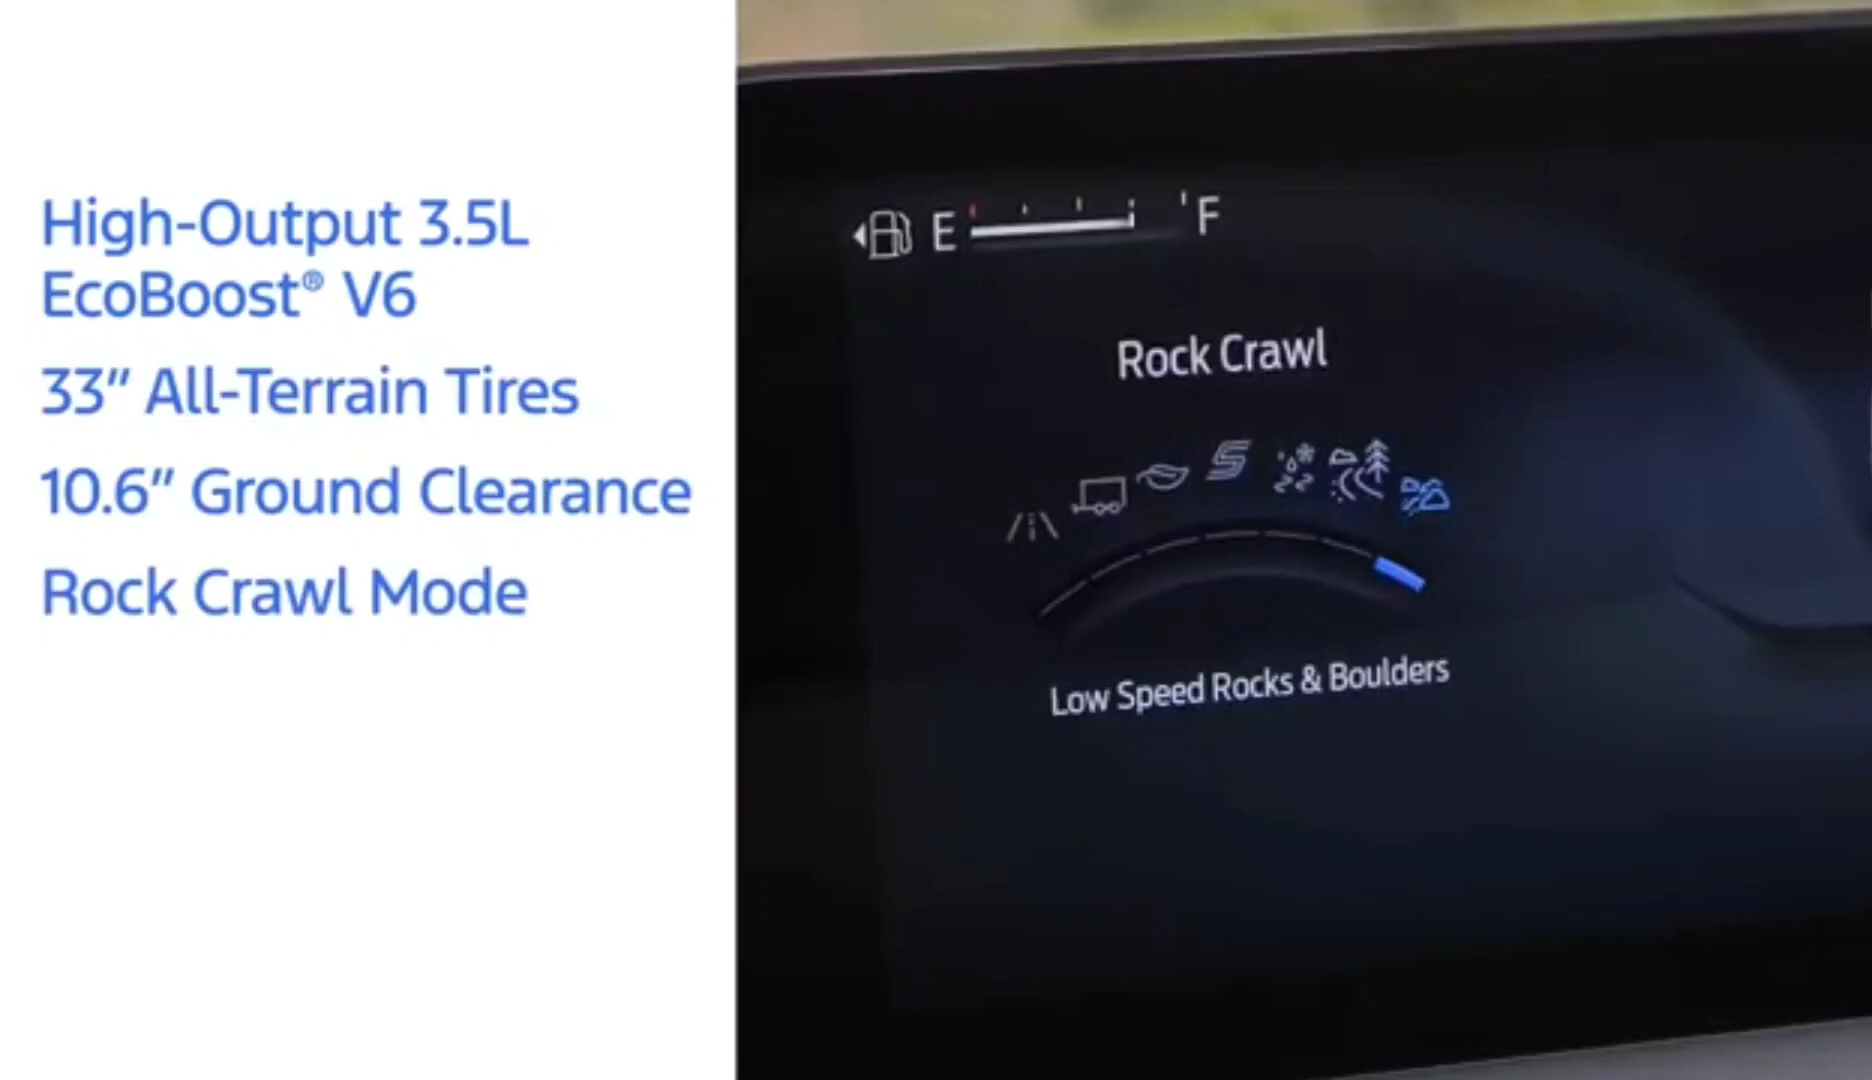 High-Output 3.5L
EcoBoost® V6
33" All-Terrain Tires
10.6" Ground Clearance
Rock Crawl Mode
E F
Rock Crawl
Low Speed Rocks & Boulders